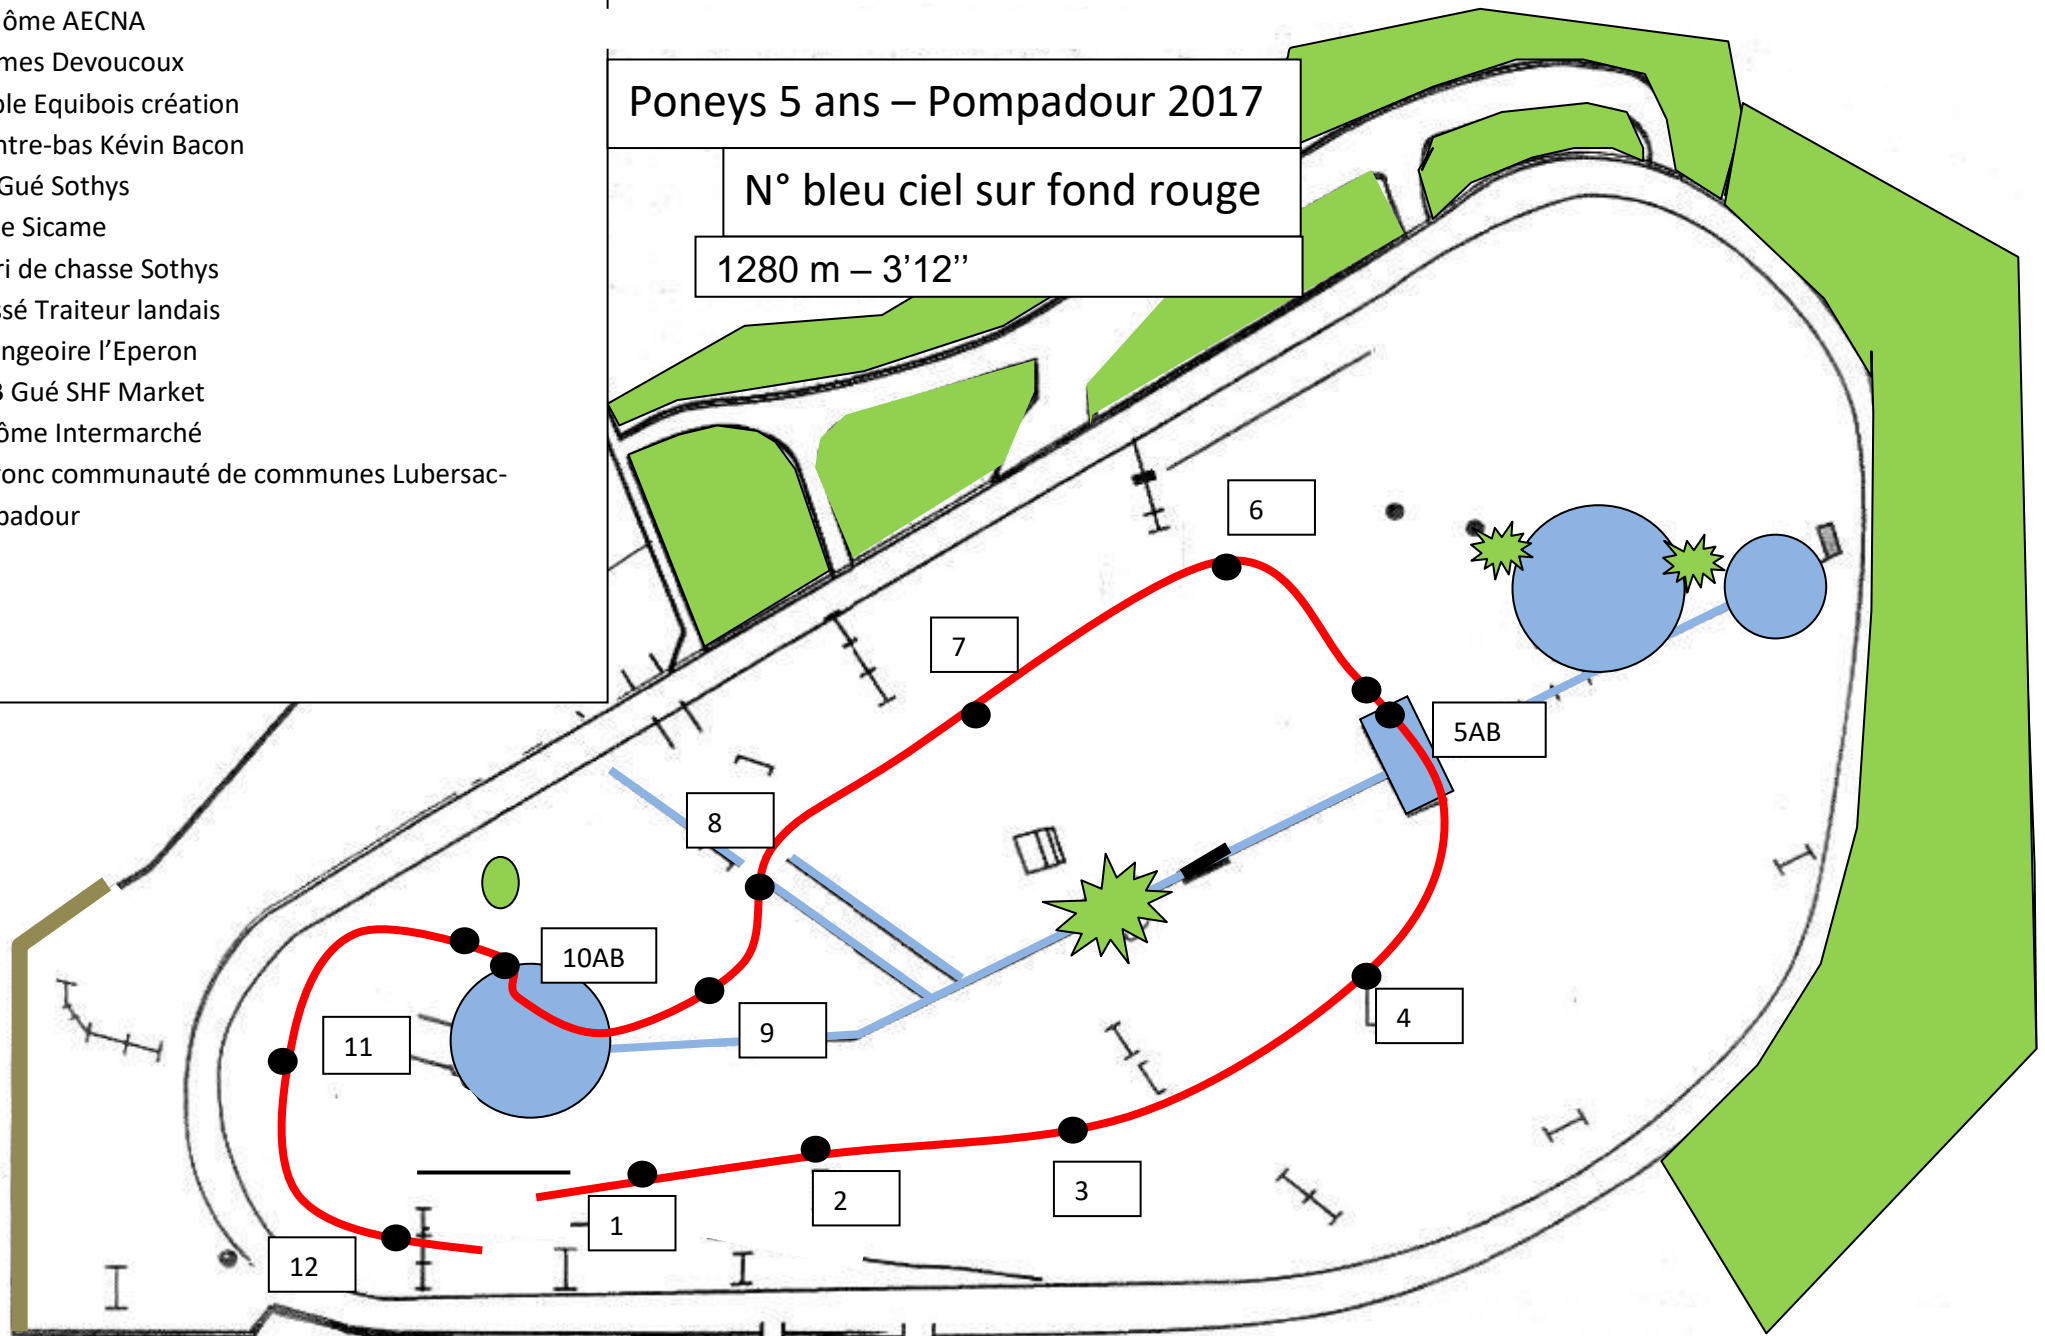 ôme AECNA
mes Devoucoux
ble Equibois création
ntre-bas Kévin Bacon
Gué Sothys
e Sicame
ri de chasse Sothys
ssé Traiteur landais
ngeoire l'Eperon
B Gué SHF Market
ôme Intermarché
ronc communauté de communes Lubersac-
padour
Poneys 5 ans – Pompadour 2017
N° bleu ciel sur fond rouge
1280 m – 3'12''
6
7
5AB
8
10AB
9
4
11
3
2
1
12